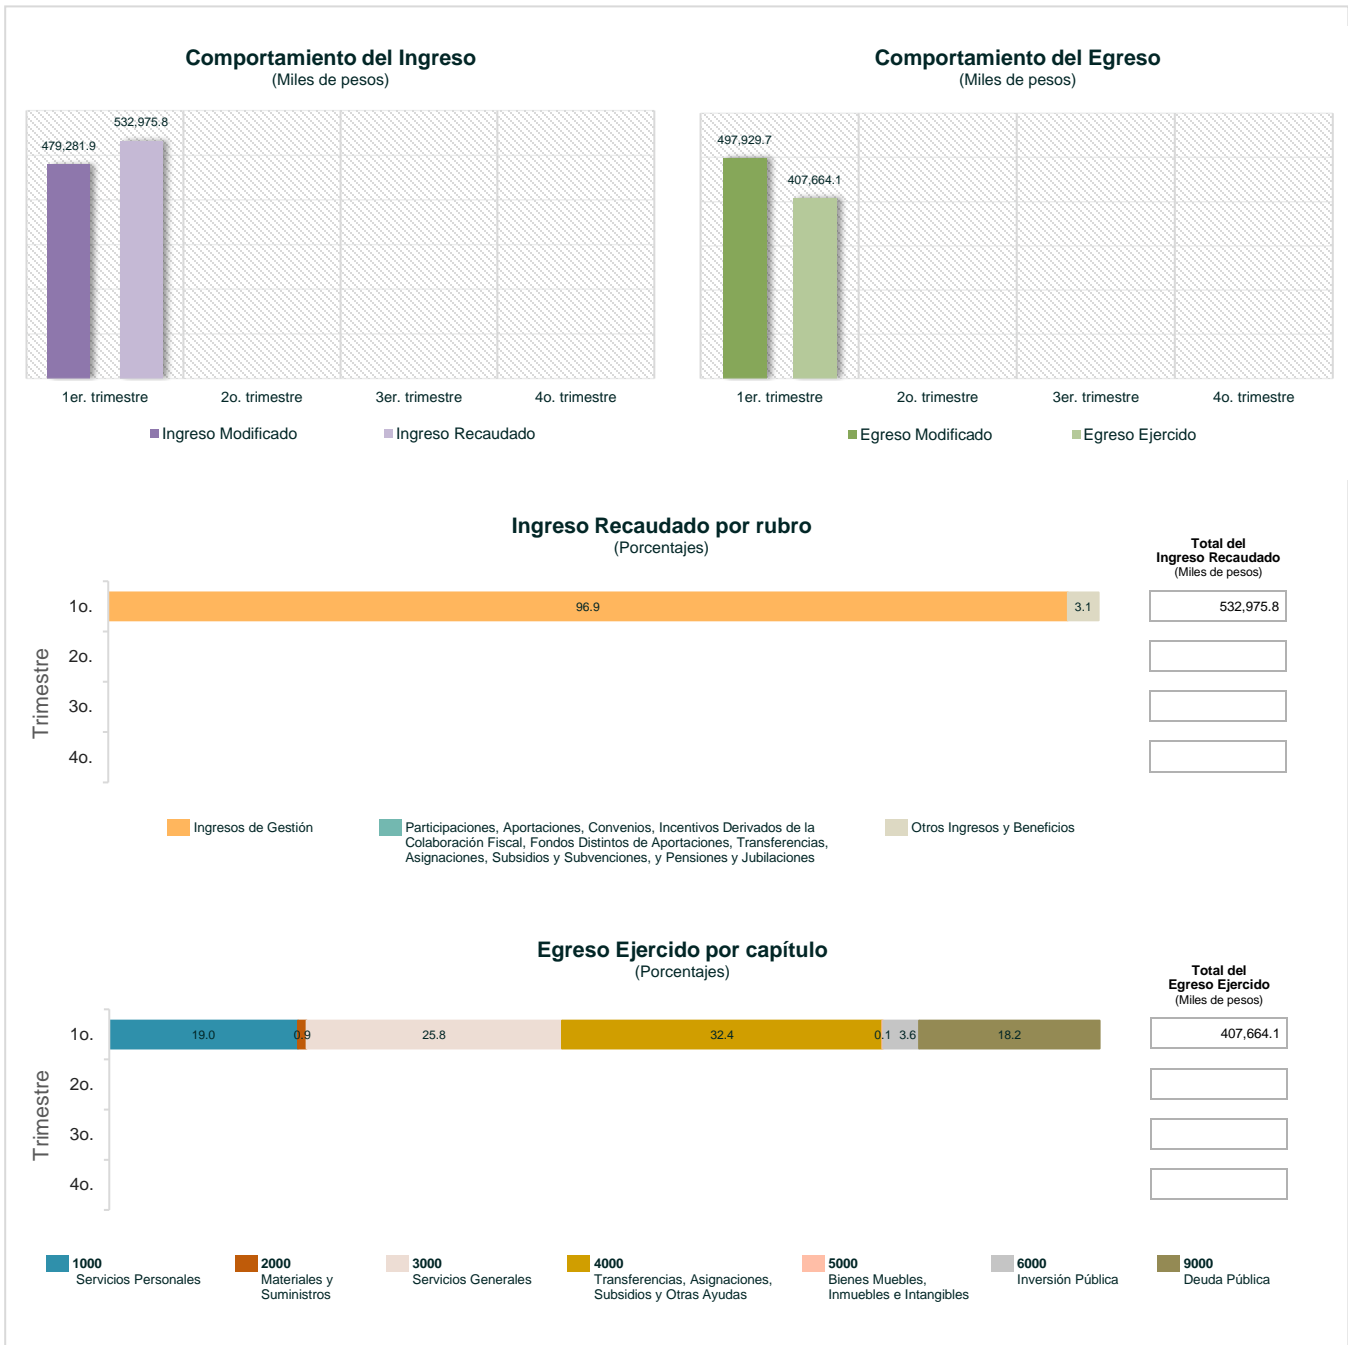 Comportamiento del Ingreso
(Miles de pesos)
479,281.9
532,975.8
1er. trimestre
2o. trimestre
3er. trimestre
4o. trimestre
Ingreso Modificado
Ingreso Recaudado
Comportamiento del Egreso
(Miles de pesos)
497,929.7
407,664.1
1er. trimestre
2o. trimestre
3er. trimestre
4o. trimestre
Egreso Modificado
Egreso Ejercido
Ingreso Recaudado por rubro
(Porcentajes)
Total del
Ingreso Recaudado
(Miles de pesos)
Trimestre
1o.
96.9
3.1
532,975.8
2o.
3o.
4o.
Ingresos de Gestión
Participaciones, Aportaciones, Convenios, Incentivos Derivados de la
Colaboración Fiscal, Fondos Distintos de Aportaciones, Transferencias,
Asignaciones, Subsidios y Subvenciones, y Pensiones y Jubilaciones
Otros Ingresos y Beneficios
Egreso Ejercido por capítulo
(Porcentajes)
Total del
Egreso Ejercido
(Miles de pesos)
Trimestre
1o.
19.0
0.9
25.8
32.4
0.1
3.6
18.2
407,664.1
2o.
3o.
4o.
1000
Servicios Personales
2000
Materiales y
Suministros
3000
Servicios Generales
4000
Transferencias, Asignaciones,
Subsidios y Otras Ayudas
5000
Bienes Muebles,
Inmuebles e Intangibles
6000
Inversión Pública
9000
Deuda Pública